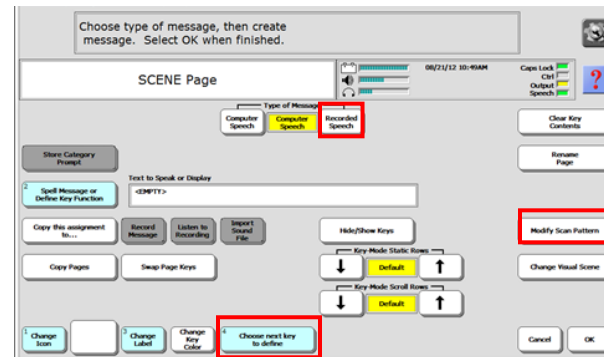 Choose type of message, then create
message. Select OK when finished.
SCENE Page
08/21/12 10:49AM
Caps Lock
Ctrl
Output
Speech
?
Type of Message
Computer
Speech
Computer
Speech
Recorded
Speech
Clear Key
Contents
Store Category
Prompt
Rename
Page
2 Spell Message or
Define Key Function
Text to Speak or Display
<EMPTY>
Copy this assignment
to...
Record
Message
Listen to
Recording
Import
Sound
File
Hide/Show Keys
Modify Scan Pattern
Key-Mode Static Rows
Copy Pages
Swap Page Keys
Default
Change Visual Scene
Key-Mode Scroll Rows
Default
1 Change
Icon
3 Change
Label
Change
Key
Color
4 Choose next key
to define
Cancel
OK